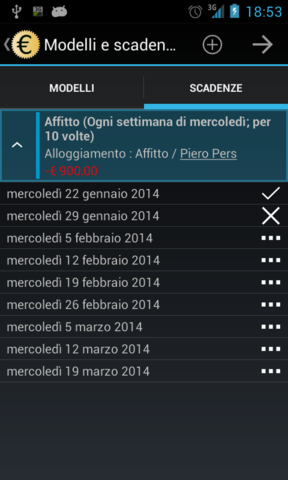 3G
18:53
Modelli e scaden...
MODELLI
SCADENZE
Affitto (Ogni settimana di mercoledì; per
10 volte)
Alloggiamento : Affitto / Piero Pers
-€ 900,00
mercoledì 22 gennaio 2014
mercoledì 29 gennaio 2014
mercoledì 5 febbraio 2014
mercoledì 12 febbraio 2014
mercoledì 19 febbraio 2014
mercoledì 26 febbraio 2014
mercoledì 5 marzo 2014
mercoledì 12 marzo 2014
mercoledì 19 marzo 2014